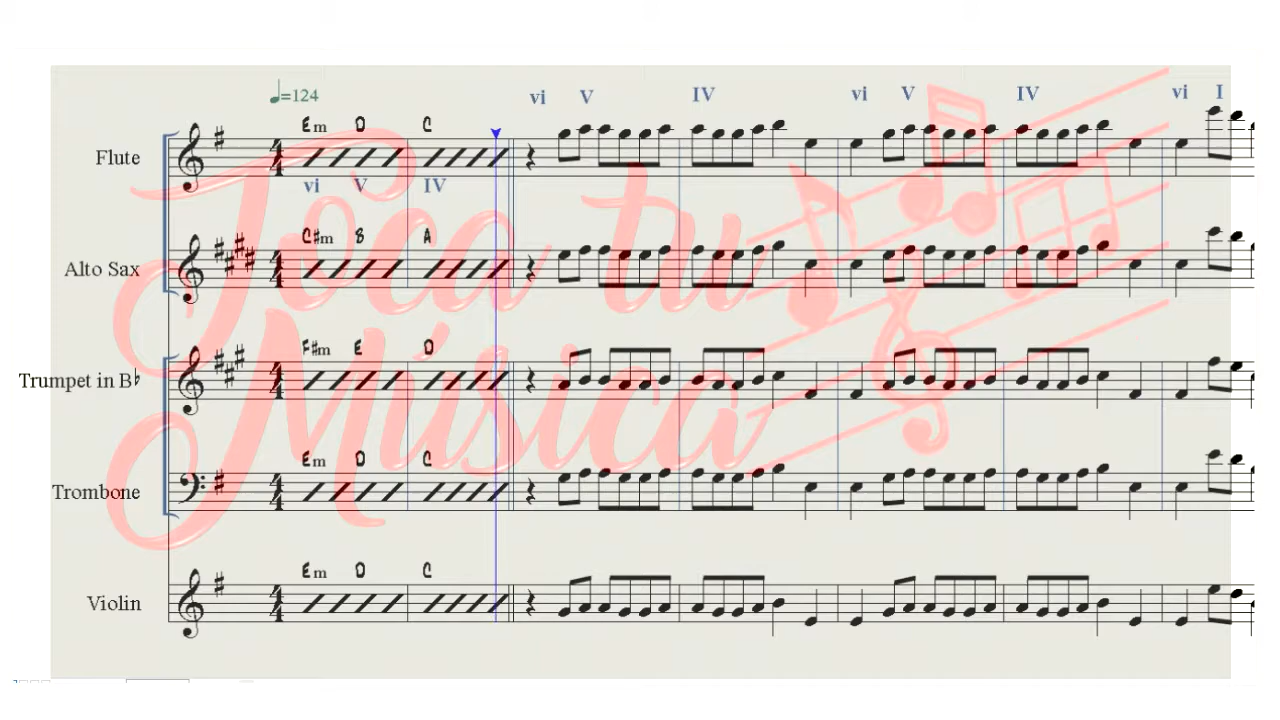 ♩=124
vi V IV vi V IV vi I
Em D C
Flute
vi V IV
C#m B A
Alto Sax
F#m E D
Trumpet in B♭
Em D C
Trombone
Em D C
Violin
Toca tu
Música